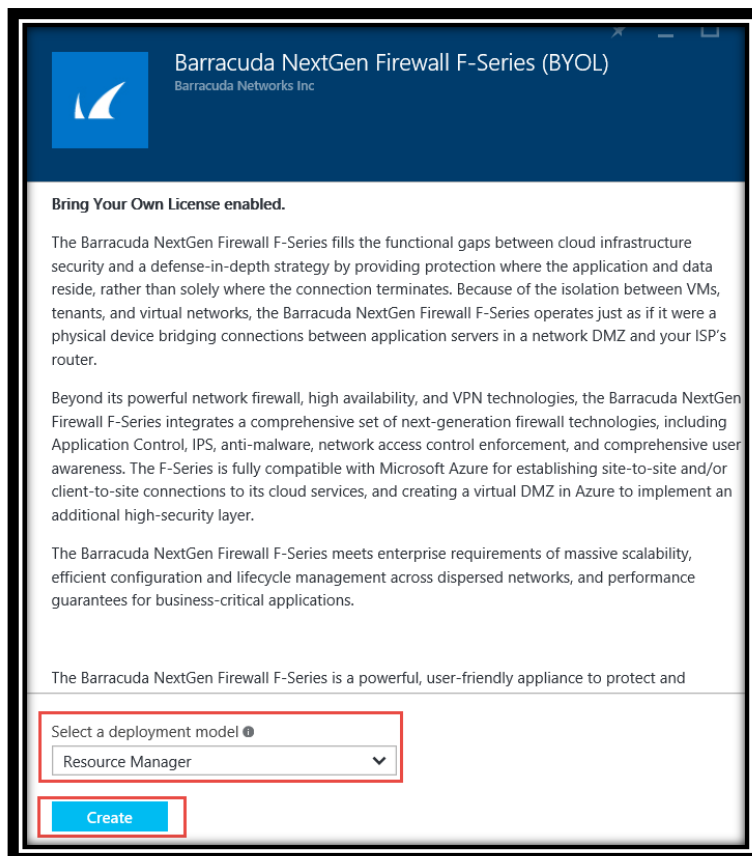 Barracuda NextGen Firewall F-Series (BYOL)
Barracuda Networks Inc
Bring Your Own License enabled.
The Barracuda NextGen Firewall F-Series fills the functional gaps between cloud infrastructure
security and a defense-in-depth strategy by providing protection where the application and data
reside, rather than solely where the connection terminates. Because of the isolation between VMs,
tenants, and virtual networks, the Barracuda NextGen Firewall F-Series operates just as if it were a
physical device bridging connections between application servers in a network DMZ and your ISP's
router.
Beyond its powerful network firewall, high availability, and VPN technologies, the Barracuda NextGen
Firewall F-Series integrates a comprehensive set of next-generation firewall technologies, including
Application Control, IPS, anti-malware, network access control enforcement, and comprehensive user
awareness. The F-Series is fully compatible with Microsoft Azure for establishing site-to-site and/or
client-to-site connections to its cloud services, and creating a virtual DMZ in Azure to implement an
additional high-security layer.
The Barracuda NextGen Firewall F-Series meets enterprise requirements of massive scalability,
efficient configuration and lifecycle management across dispersed networks, and performance
guarantees for business-critical applications.
The Barracuda NextGen Firewall F-Series is a powerful, user-friendly appliance to protect and
Select a deployment model
Resource Manager
Create